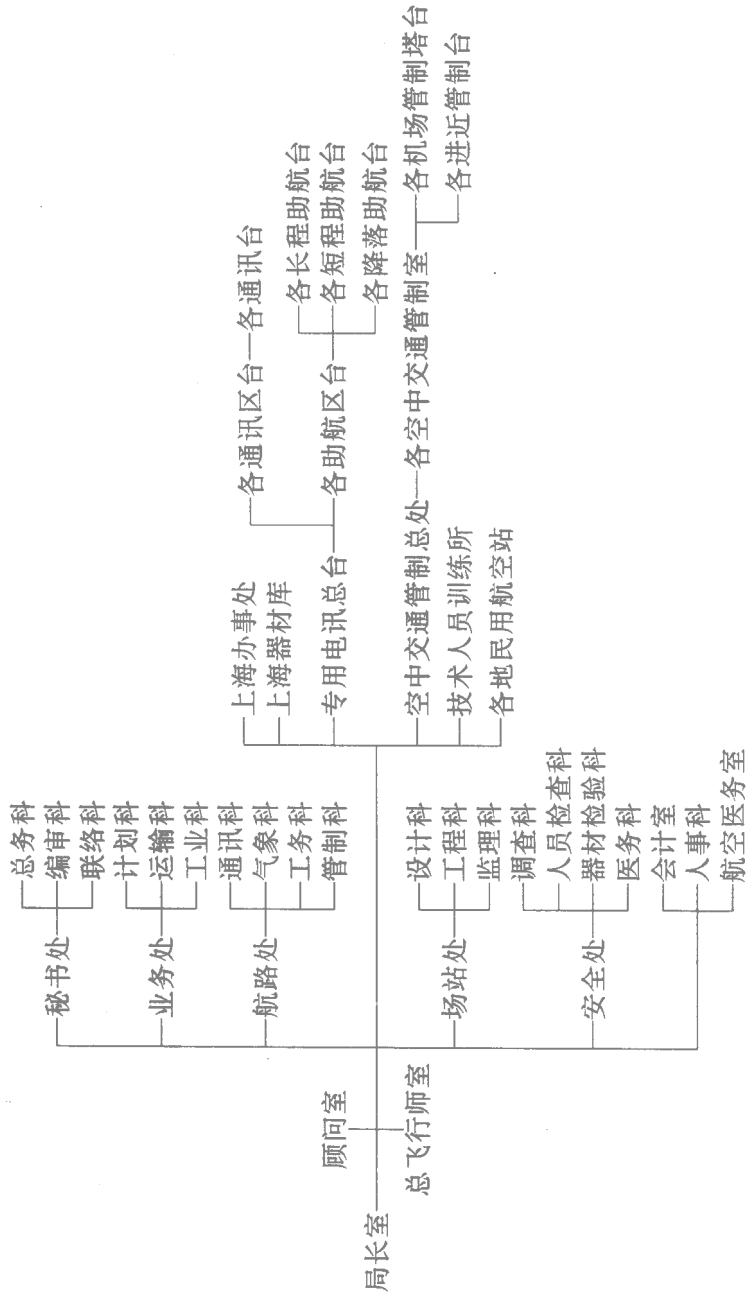 局长室
顾问室
总飞行师室
秘书处
总务科
编审科
联络科
业务处
计划科
运输科
工业科
航路处
通讯科
气象科
工务科
管制科
场站处
设计科
工程科
监理科
安全处
调查科
人员检查科
器材检验科
医务科
会计室
人事科
航空医务室
上海办事处
上海器材库
专用电讯总台
各通讯区台
各通讯台
各助航区台
各长程助航台
各短程助航台
各降落助航台
空中交通管制总处
各空中交通管制室
各机场管制塔台
各进近管制台
技术人员训练所
各地民用航空站